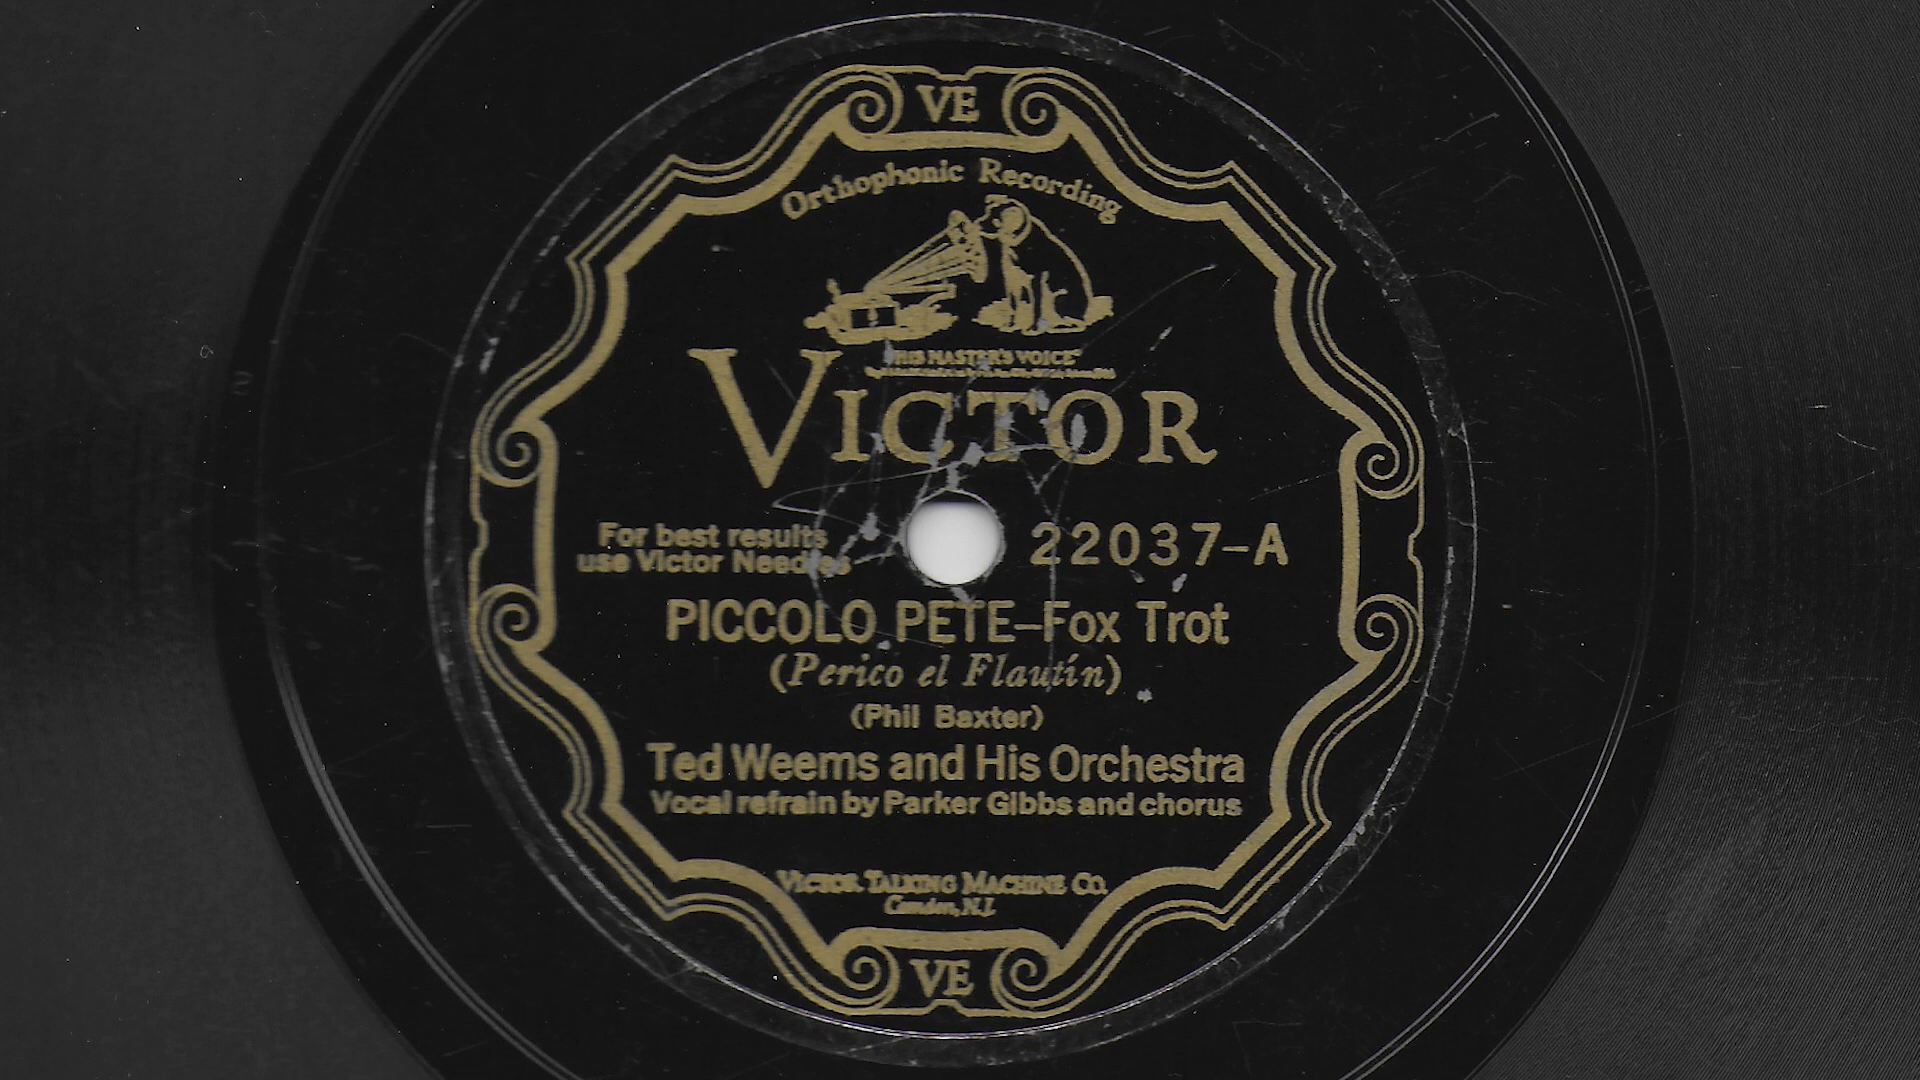 VE
Orthophonic Recording
"HIS MASTER'S VOICE"
VICTOR
For best results
use Victor Needles
22037-A
PICCOLO PETE-Fox Trot
(Perico el Flautín)
(Phil Baxter)
Ted Weems and His Orchestra
Vocal refrain by Parker Gibbs and chorus
VICTOR TALKING MACHINE CO.
Camden, N.J.
VE